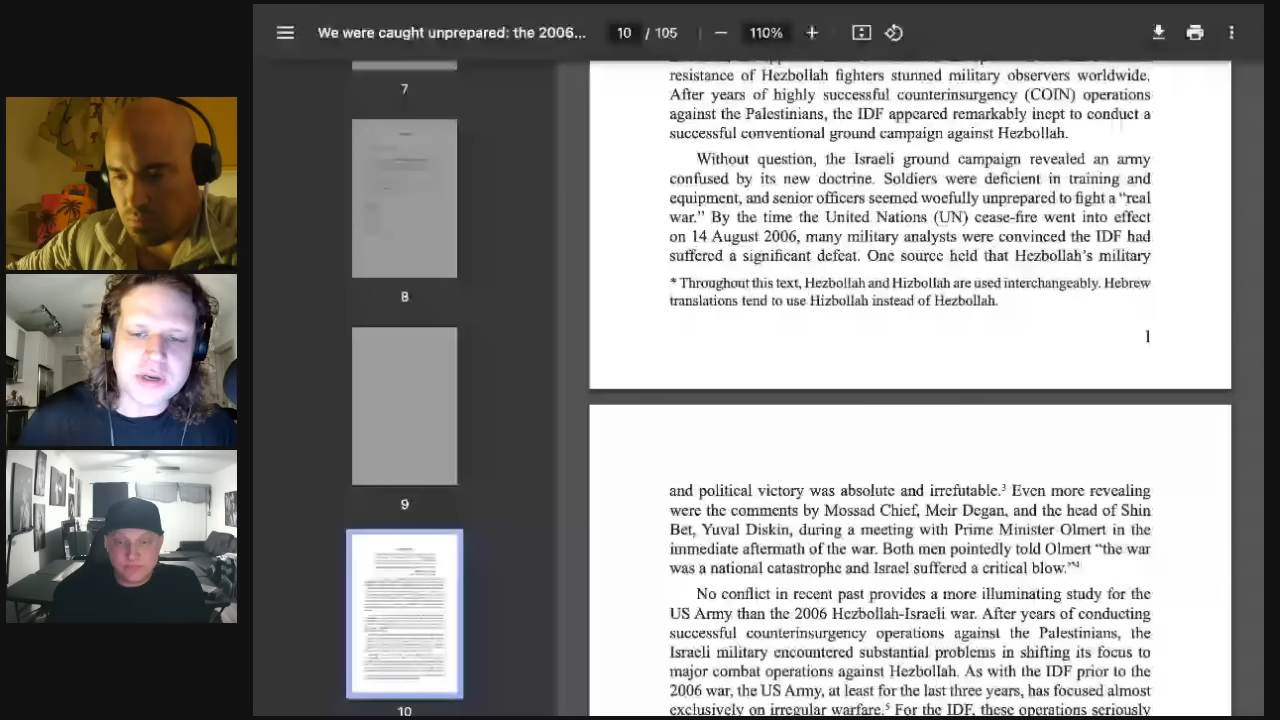 We were caught unprepared: the 2006...
10 / 105
110%
7
8
9
10
resistance of Hezbollah fighters stunned military observers worldwide.
After years of highly successful counterinsurgency (COIN) operations
against the Palestinians, the IDF appeared remarkably inept to conduct a
successful conventional ground campaign against Hezbollah.
Without question, the Israeli ground campaign revealed an army
confused by its new doctrine. Soldiers were deficient in training and
equipment, and senior officers seemed woefully unprepared to fight a “real
war.” By the time the United Nations (UN) cease-fire went into effect
on 14 August 2006, many military analysts were convinced the IDF had
suffered a significant defeat. One source held that Hezbollah’s military
* Throughout this text, Hezbollah and Hizbollah are used interchangeably. Hebrew
translations tend to use Hizbollah instead of Hezbollah.
1
and political victory was absolute and irrefutable.³ Even more revealing
were the comments by Mossad Chief, Meir Degan, and the head of Shin
Bet, Yuval Diskin, during a meeting with Prime Minister Olmert in the
immediate aftermath of the war. Both men pointedly told Olmert “the war
was a national catastrophe and Israel suffered a critical blow.”⁴
No conflict in recent past provides a more illuminating study for the
US Army than the 2006 Hezbollah-Israeli war. After years of conducting
successful counterinsurgency operations against the Palestinians, the
Israeli military encountered substantial problems in shifting its focus to
major combat operations against Hezbollah. As with the IDF prior to the
2006 war, the US Army, at least for the last three years, has focused almost
exclusively on irregular warfare.⁵ For the IDF, these operations seriously